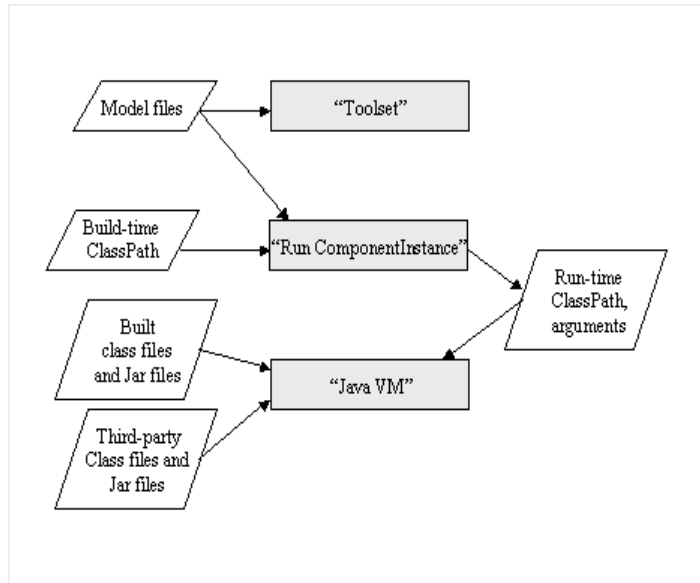 Model files
“Toolset”
Build-time
ClassPath
“Run ComponentInstance”
Run-time
ClassPath,
arguments
Built
class files
and Jar files
“Java VM”
Third-party
Class files and
Jar files